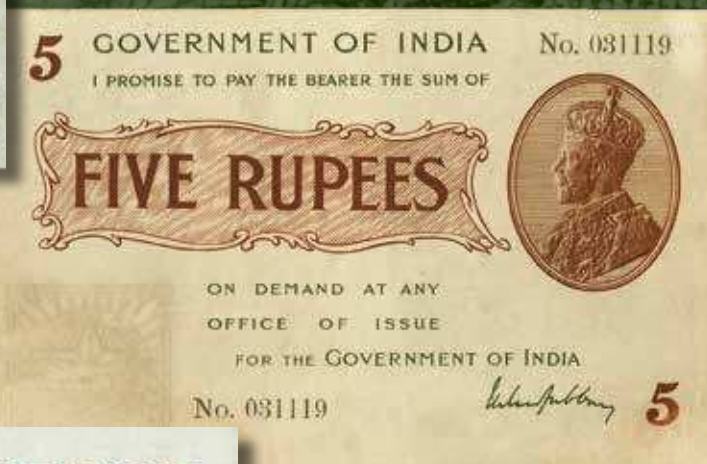 5 GOVERNMENT OF INDIA No. 031119
I PROMISE TO PAY THE BEARER THE SUM OF
FIVE RUPEES
ON DEMAND AT ANY
OFFICE OF ISSUE
FOR THE GOVERNMENT OF INDIA
No. 031119 5